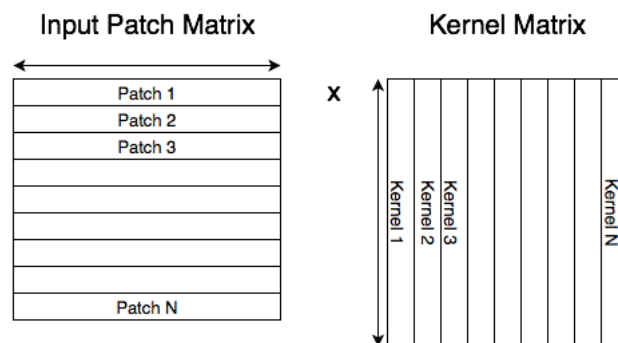 Input Patch Matrix
Kernel Matrix
Patch 1
Patch 2
Patch 3
Patch N
x
Kernel 1
Kernel 2
Kernel 3
Kernel N